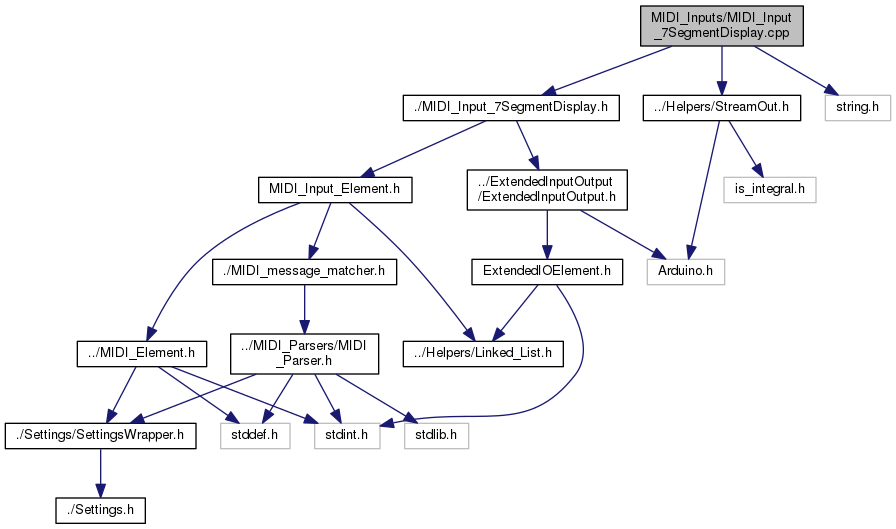 MIDI_Inputs/MIDI_Input
_7SegmentDisplay.cpp
./MIDI_Input_7SegmentDisplay.h
../Helpers/StreamOut.h
string.h
MIDI_Input_Element.h
../ExtendedInputOutput
/ExtendedInputOutput.h
is_integral.h
./MIDI_message_matcher.h
ExtendedIOElement.h
Arduino.h
../MIDI_Element.h
../MIDI_Parsers/MIDI
_Parser.h
../Helpers/Linked_List.h
./Settings/SettingsWrapper.h
stddef.h
stdint.h
stdlib.h
./Settings.h